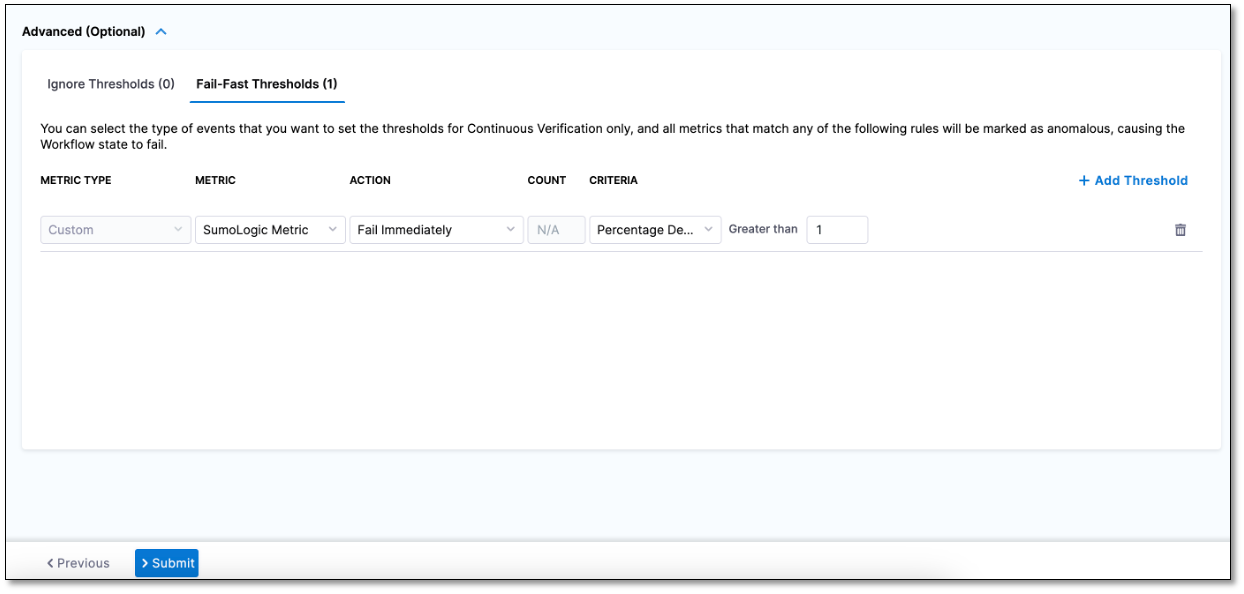 Advanced (Optional)
Ignore Thresholds (0)
Fail-Fast Thresholds (1)
You can select the type of events that you want to set the thresholds for Continuous Verification only, and all metrics that match any of the following rules will be marked as anomalous, causing the
Workflow state to fail.
METRIC TYPE METRIC ACTION COUNT CRITERIA + Add Threshold
Custom SumoLogic Metric Fail Immediately N/A Percentage De... Greater than 1
Previous Submit